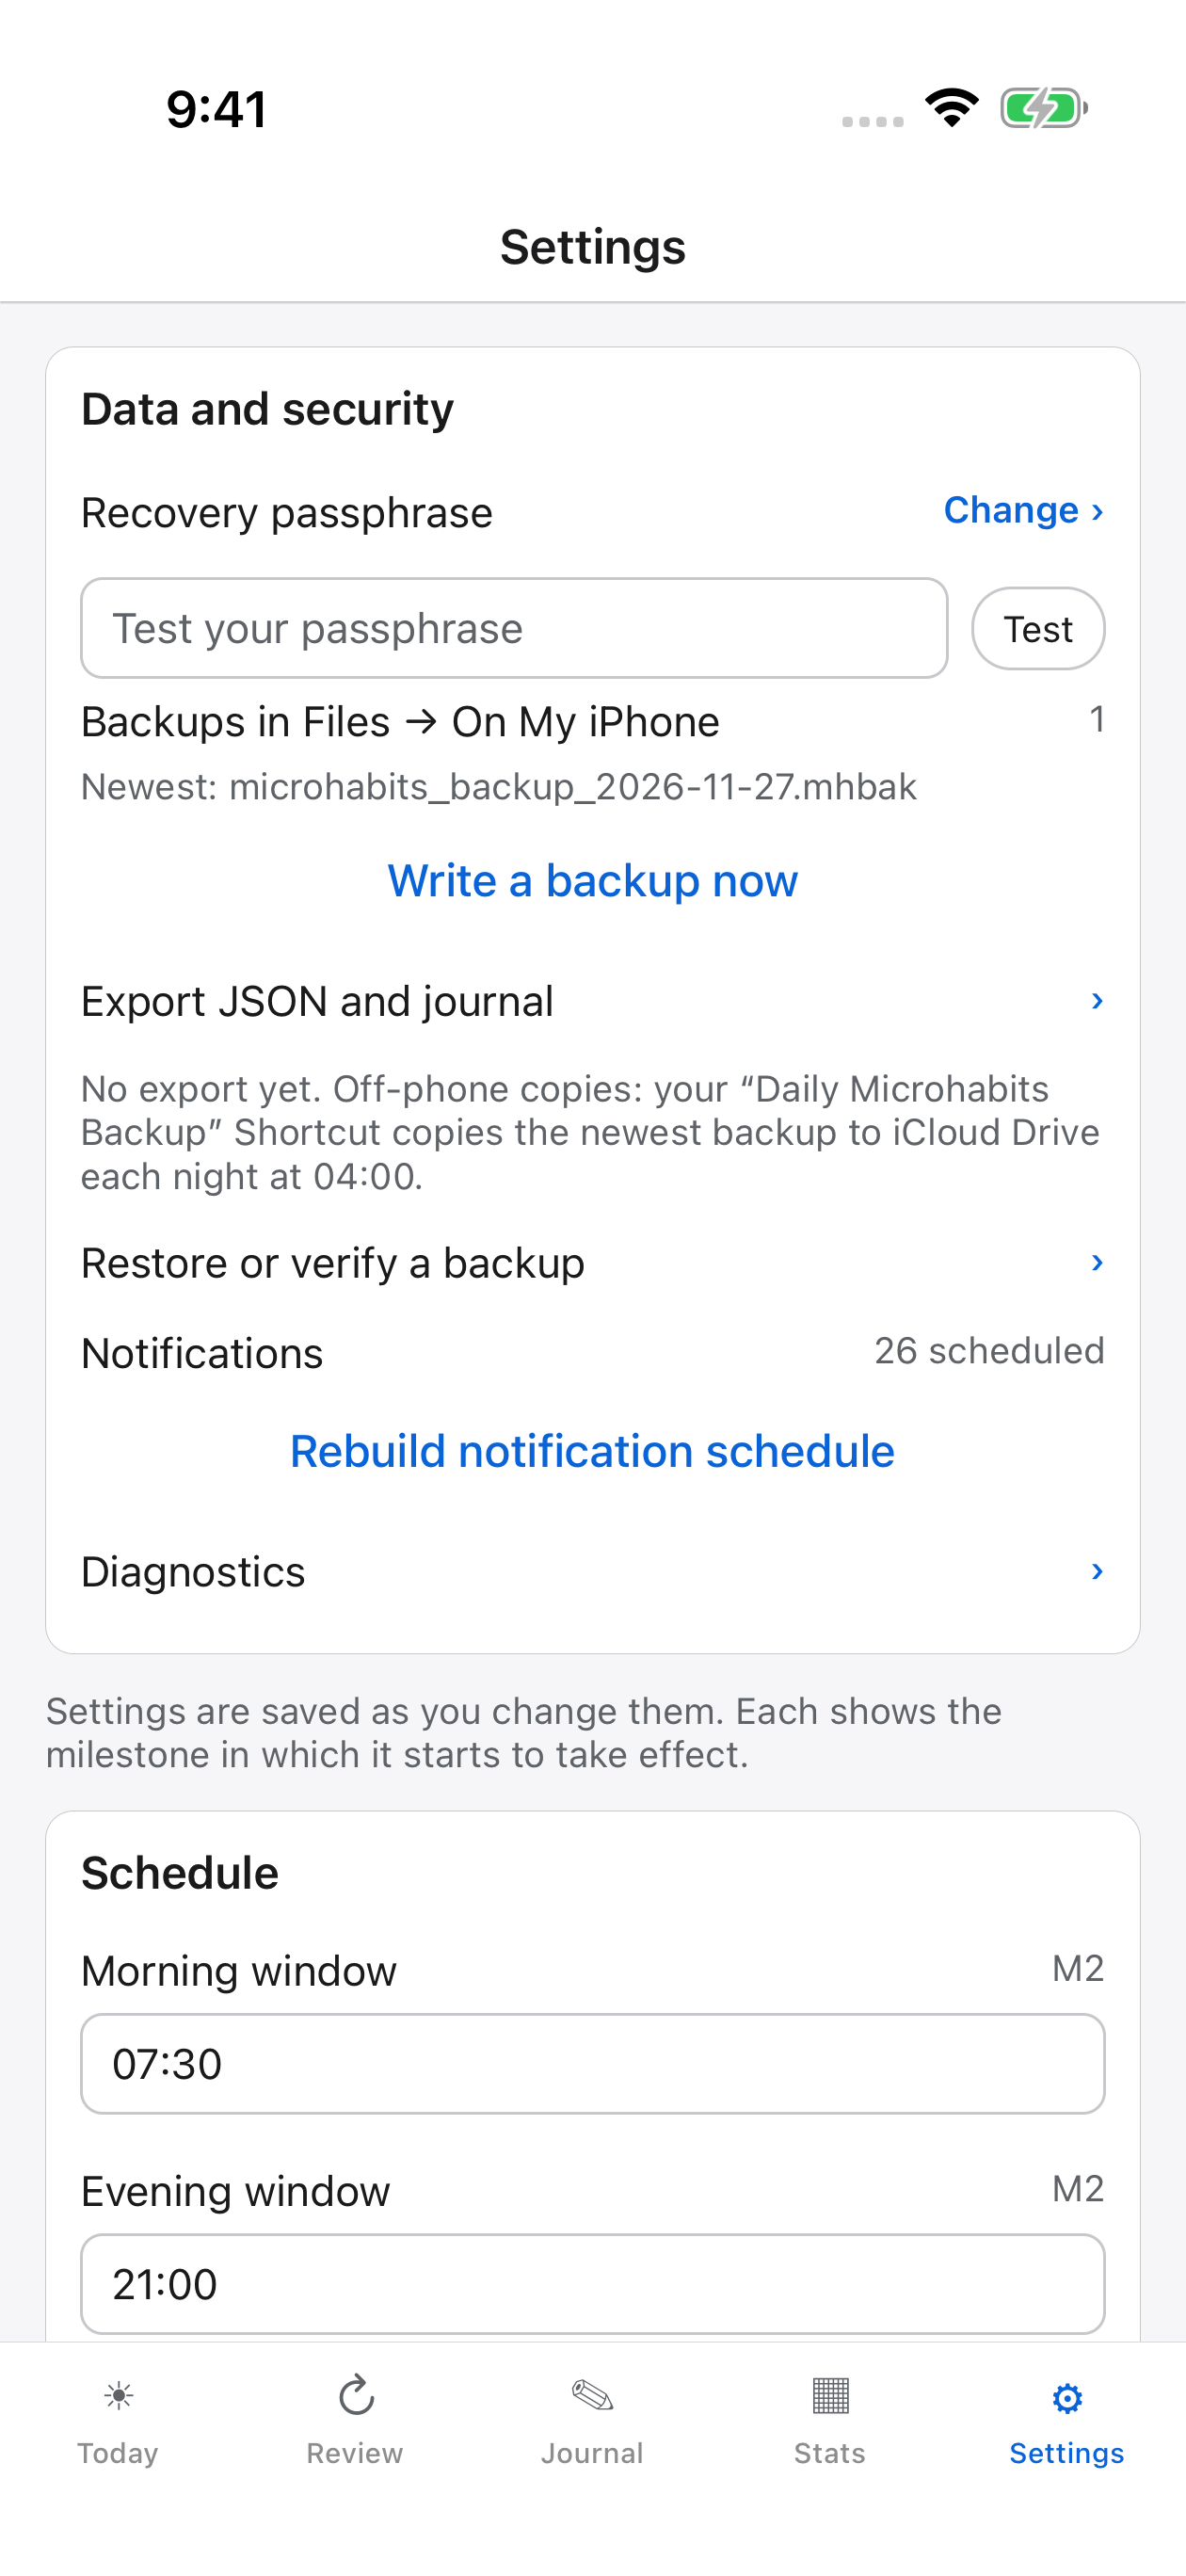 9:41
Settings
Data and security
Recovery passphrase
Change ›
Test your passphrase
Test
Backups in Files → On My iPhone
1
Newest: microhabits_backup_2026-11-27.mhbak
Write a backup now
Export JSON and journal ›
No export yet. Off-phone copies: your “Daily Microhabits
Backup” Shortcut copies the newest backup to iCloud Drive
each night at 04:00.
Restore or verify a backup ›
Notifications
26 scheduled
Rebuild notification schedule
Diagnostics ›
Settings are saved as you change them. Each shows the
milestone in which it starts to take effect.
Schedule
Morning window
M2
07:30
Evening window
M2
21:00
Today
Review
Journal
Stats
Settings